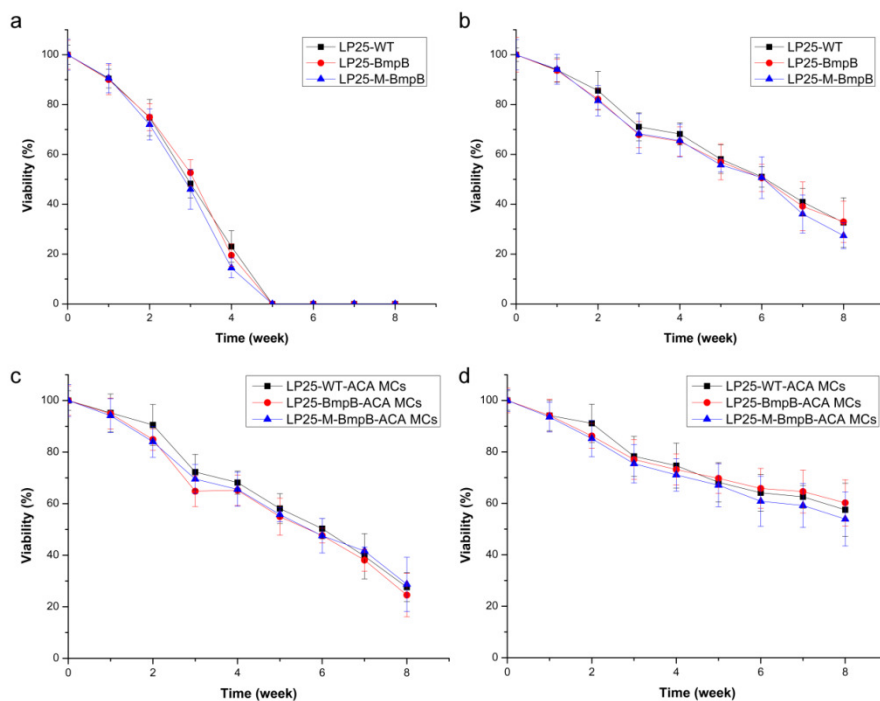 a
LP25-WT
LP25-BmpB
LP25-M-BmpB
Viability (%)
100
80
60
40
20
0
0 2 4 6 8
Time (week)
b
LP25-WT
LP25-BmpB
LP25-M-BmpB
Viability (%)
100
80
60
40
20
0
0 2 4 6 8
Time (week)
c
LP25-WT-ACA MCs
LP25-BmpB-ACA MCs
LP25-M-BmpB-ACA MCs
Viability (%)
100
80
60
40
20
0
0 2 4 6 8
Time (week)
d
LP25-WT-ACA MCs
LP25-BmpB-ACA MCs
LP25-M-BmpB-ACA MCs
Viability (%)
100
80
60
40
20
0
0 2 4 6 8
Time (week)